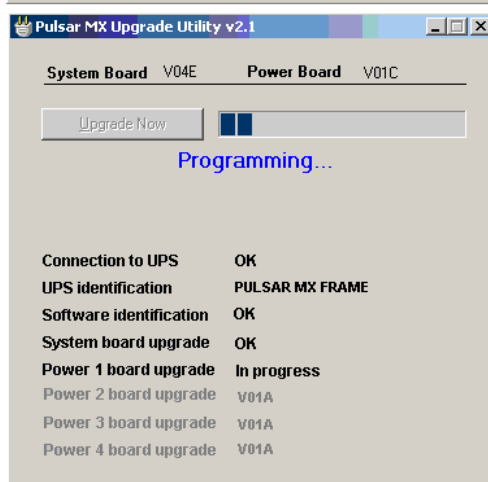 Pulsar MX Upgrade Utility v2.1
System Board V04E Power Board V01C
Upgrade Now
Programming...
Connection to UPS OK
UPS identification PULSAR MX FRAME
Software identification OK
System board upgrade OK
Power 1 board upgrade In progress
Power 2 board upgrade V01A
Power 3 board upgrade V01A
Power 4 board upgrade V01A